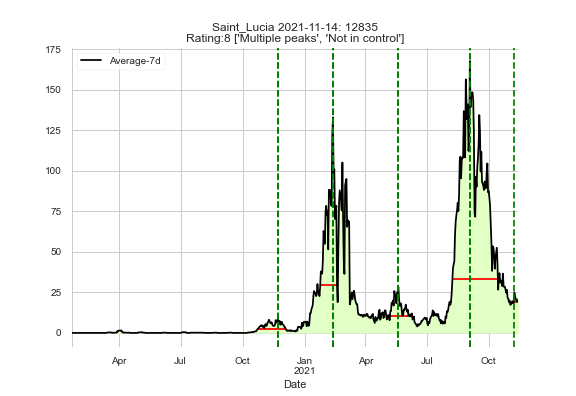 Saint_Lucia 2021-11-14: 12835
Rating:8 ['Multiple peaks', 'Not in control']
Average-7d
175
150
125
100
75
50
25
0
Apr Jul Oct Jan Apr Jul Oct
2021
Date